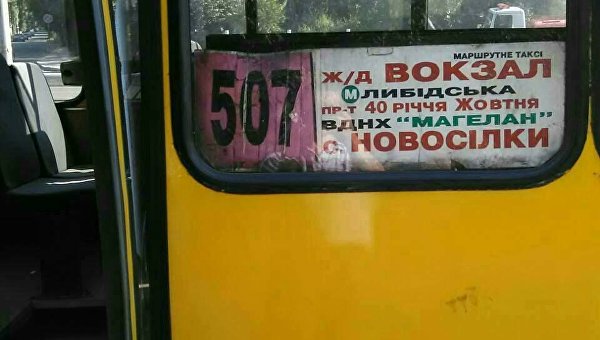 507
МАРШРУТНЕ ТАКСІ
Ж/Д ВОКЗАЛ
М ЛИБІДСЬКА
ПР-Т 40 РІЧЧЯ ЖОВТНЯ
ВДНХ "МАГЕЛАН"
с. НОВОСІЛКИ